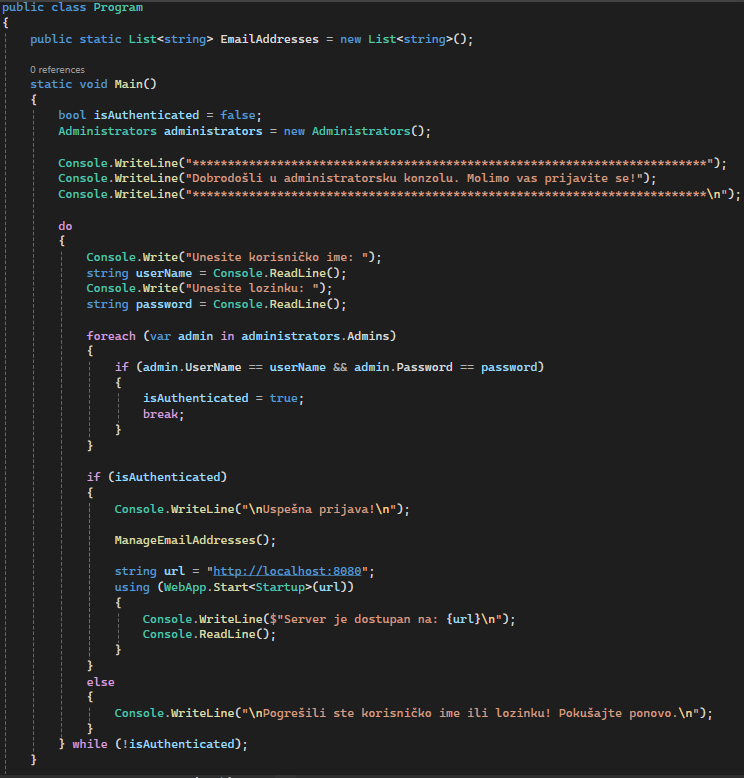 public class Program
{
public static List<string> EmailAddresses = new List<string>();
0 references
static void Main()
{
bool isAuthenticated = false;
Administrators administrators = new Administrators();
Console.WriteLine("*************************************************************************");
Console.WriteLine("Dobrodošli u administratorsku konzolu. Molimo vas prijavite se!");
Console.WriteLine("*************************************************************************\n");
do
{
Console.Write("Unesite korisničko ime: ");
string userName = Console.ReadLine();
Console.Write("Unesite lozinku: ");
string password = Console.ReadLine();
foreach (var admin in administrators.Admins)
{
if (admin.UserName == userName && admin.Password == password)
{
isAuthenticated = true;
break;
}
}
if (isAuthenticated)
{
Console.WriteLine("\nUspešna prijava!\n");
ManageEmailAddresses();
string url = "http://localhost:8080";
using (WebApp.Start<Startup>(url))
{
Console.WriteLine($"Server je dostupan na: {url}\n");
Console.ReadLine();
}
}
else
{
Console.WriteLine("\nPogrešili ste korisničko ime ili lozinku! Pokušajte ponovo.\n");
}
} while (!isAuthenticated);
}